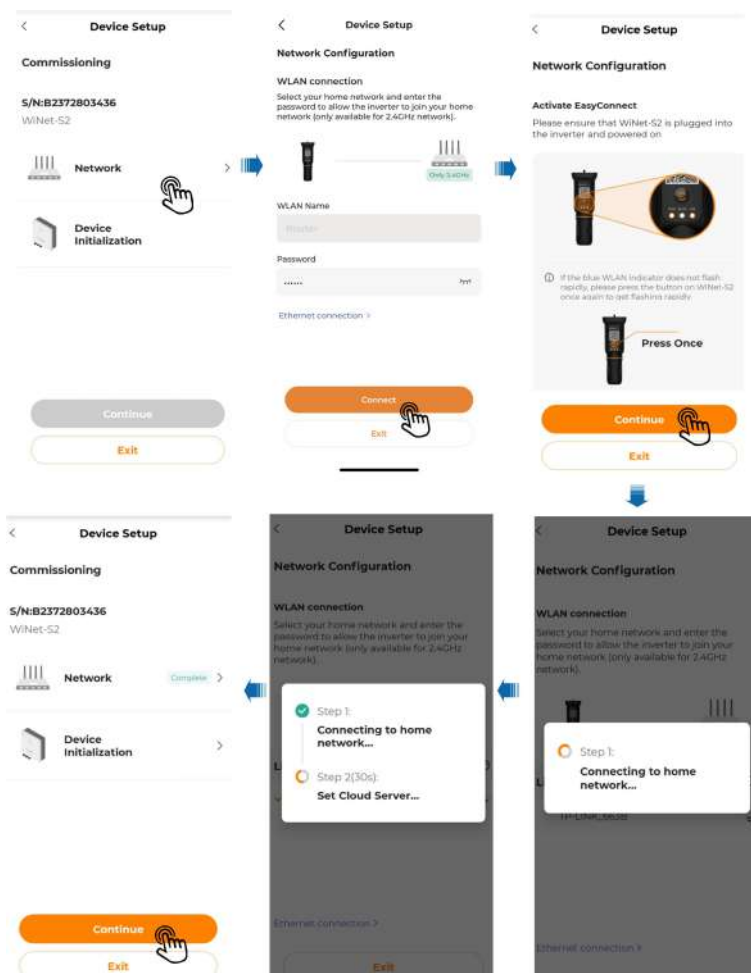 Device Setup
Commissioning
S/N:B2372803436
WiNet-S2
Network
Device
Initialization
Continue
Exit
Device Setup
Network Configuration
WLAN connection
Select your home network and enter the
password to allow the inverter to join your home
network (only available for 2.4GHz network).
WLAN Name
Password
Ethernet connection >
Connect
Exit
Device Setup
Network Configuration
Activate EasyConnect
Please ensure that WiNet-S2 is plugged into
the inverter and powered on
If the blue WLAN indicator does not flash
rapidly, please press the button on WiNet-S2
once again to get flashing rapidly
Press Once
Continue
Exit
Device Setup
Network Configuration
WLAN connection
Select your home network and enter the
password to allow the inverter to join your
home network (only available for 2.4GHz
network).
Step 1:
Connecting to home
network...
Ethernet connection >
Device Setup
Network Configuration
WLAN connection
Select your home network and enter the
password to allow the inverter to join your
home network (only available for 2.4GHz
network).
Step 1:
Connecting to home
network...
Step 2(30s):
Set Cloud Server...
Ethernet connection >
Exit
Device Setup
Commissioning
S/N:B2372803436
WiNet-S2
Network
Complete
Device
Initialization
Continue
Exit